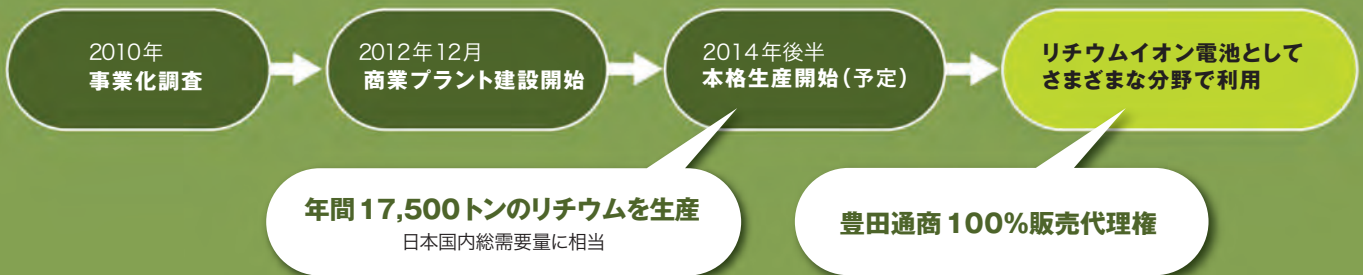 2010年
事業化調査
2012年12月
商業プラント建設開始
2014年後半
本格生産開始(予定)
リチウムイオン電池として
さまざまな分野で利用
年間17,500トンのリチウムを生産
日本国内総需要量に相当
豊田通商100%販売代理権